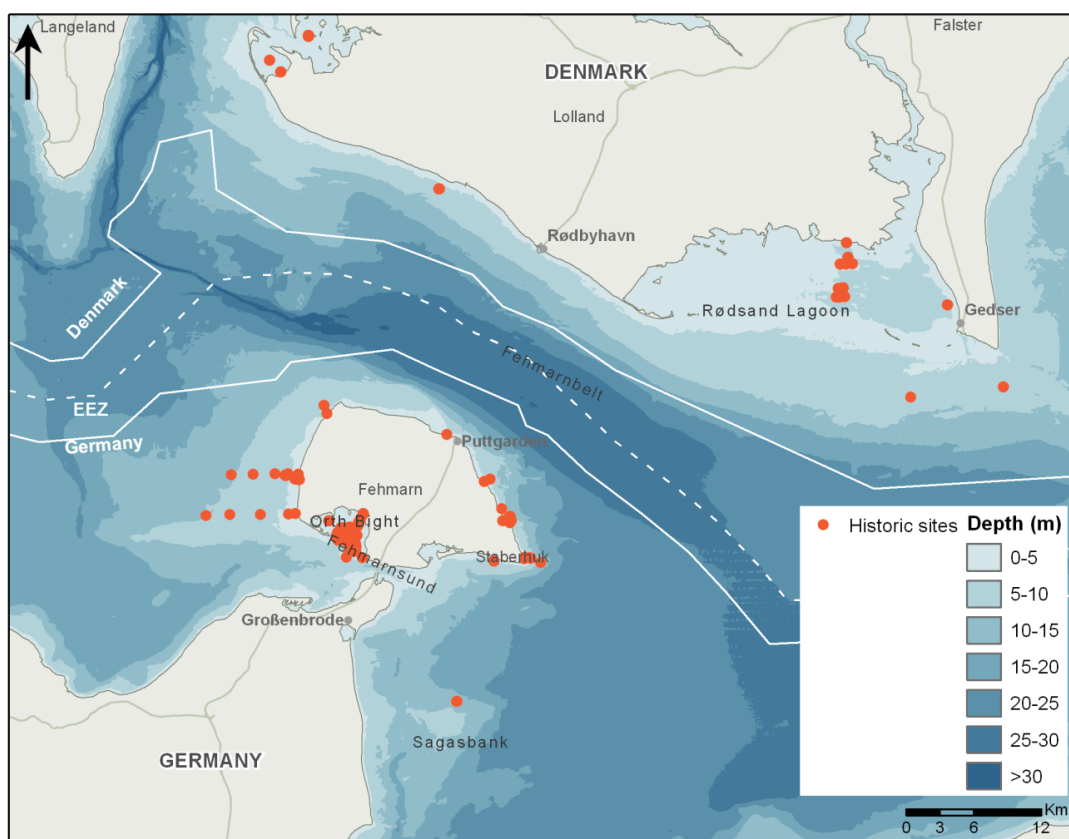 Langeland
Falster
DENMARK
Lolland
Rødbyhavn
Denmark
Rødsand Lagoon
Gedser
Fehmarnbelt
EEZ
Germany
Puttgarden
Fehmarn
Orth Bight
Fehmarnsund
Staberhuk
Großenbrode
Sagasbank
GERMANY
Historic sites
Depth (m)
0-5
5-10
10-15
15-20
20-25
25-30
>30
Km
0 3 6 12